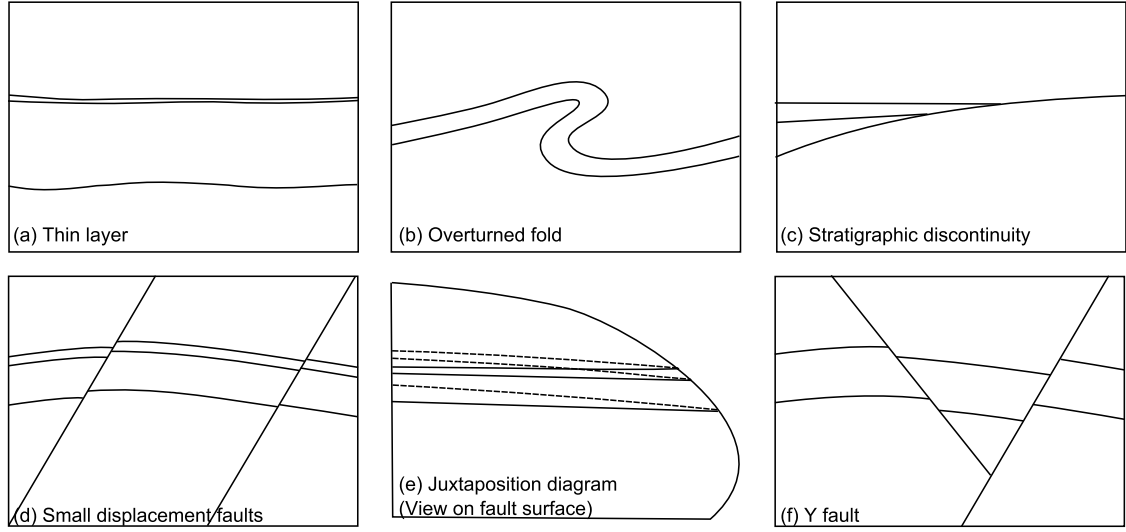 (a) Thin layer
(b) Overturned fold
(c) Stratigraphic discontinuity
(d) Small displacement faults
(e) Juxtaposition diagram
(View on fault surface)
(f) Y fault